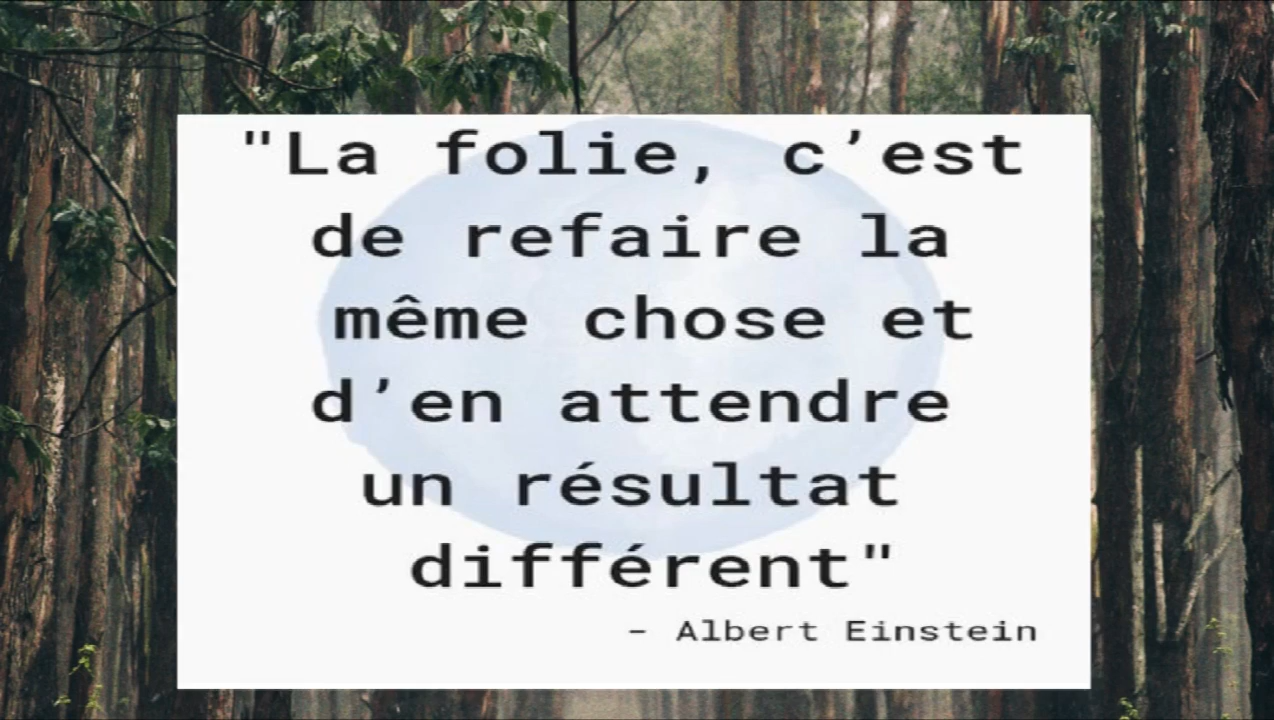 "La folie, c’est
de refaire la
même chose et
d’en attendre
un résultat
différent"
– Albert Einstein